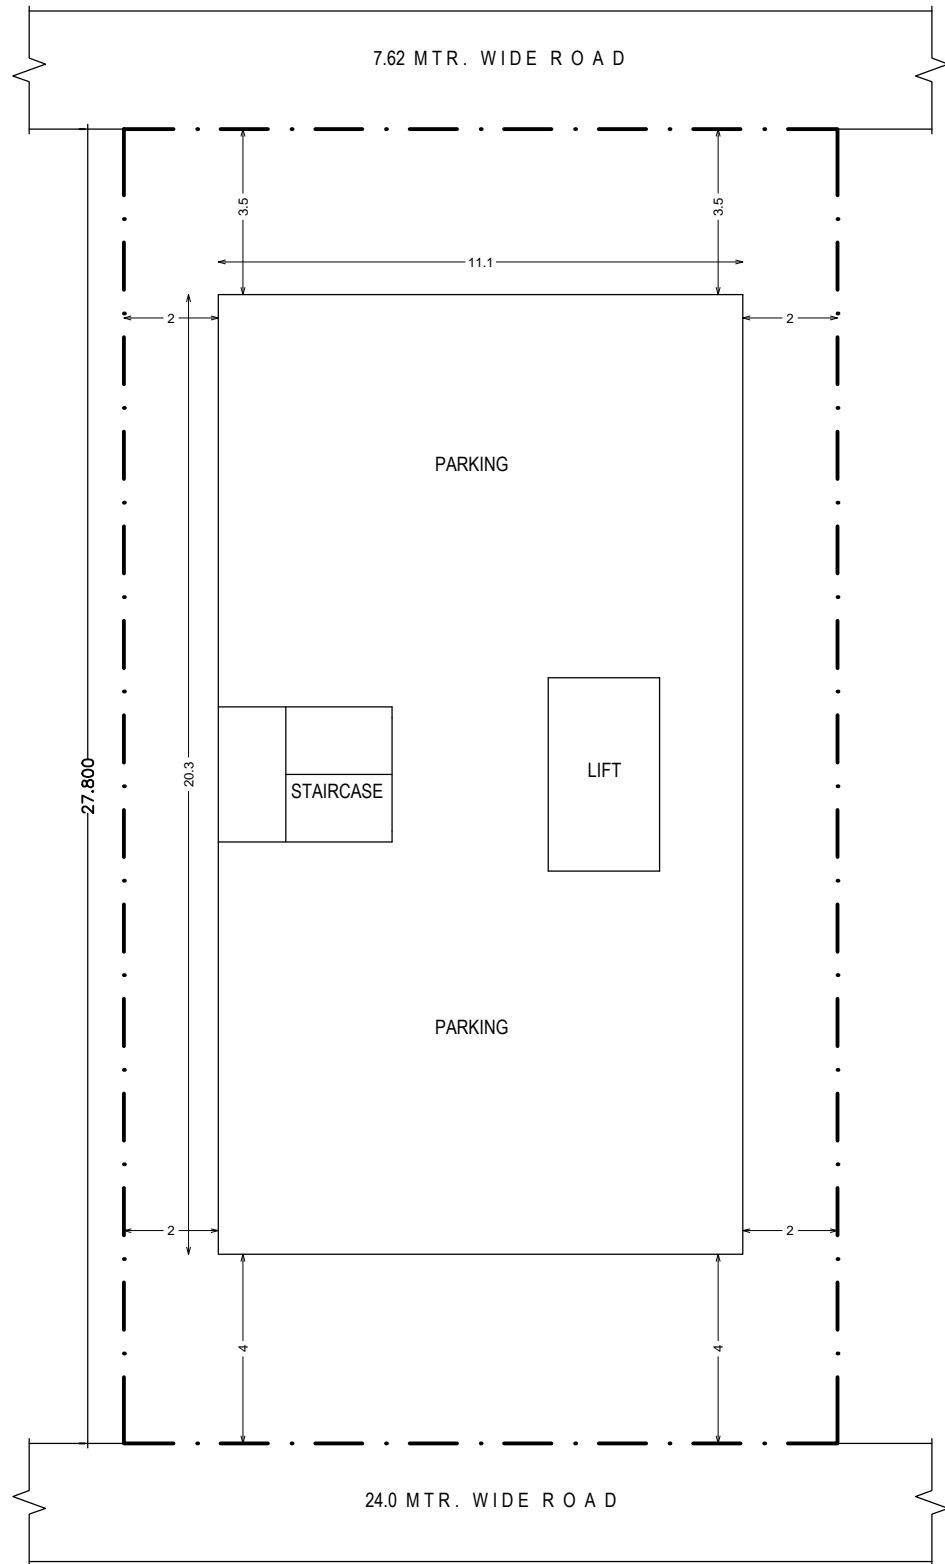 7.62 MTR. WIDE ROAD
3.5
3.5
11.1
2
2
PARKING
27.800
20.3
STAIRCASE
LIFT
PARKING
2
2
4
4
24.0 MTR. WIDE ROAD